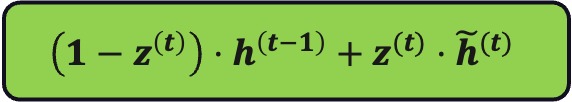 (1 − z^(t)) · h^(t−1) + z^(t) · h̃^(t)